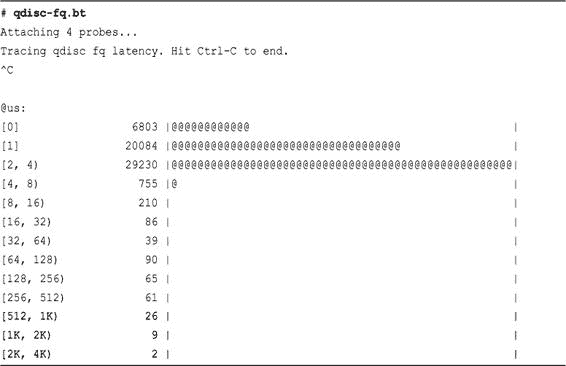 # qdisc-fq.bt
Attaching 4 probes...
Tracing qdisc fq latency. Hit Ctrl-C to end.
^C
@us:
[0] 6803 |@@@@@@@@@@@@ |
[1] 20084 |@@@@@@@@@@@@@@@@@@@@@@@@@@@@@@@@@@@ |
[2, 4) 29230 |@@@@@@@@@@@@@@@@@@@@@@@@@@@@@@@@@@@@@@@@@@@@@@@@@@@@|
[4, 8) 755 |@ |
[8, 16) 210 | |
[16, 32) 86 | |
[32, 64) 39 | |
[64, 128) 90 | |
[128, 256) 65 | |
[256, 512) 61 | |
[512, 1K) 26 | |
[1K, 2K) 9 | |
[2K, 4K) 2 | |